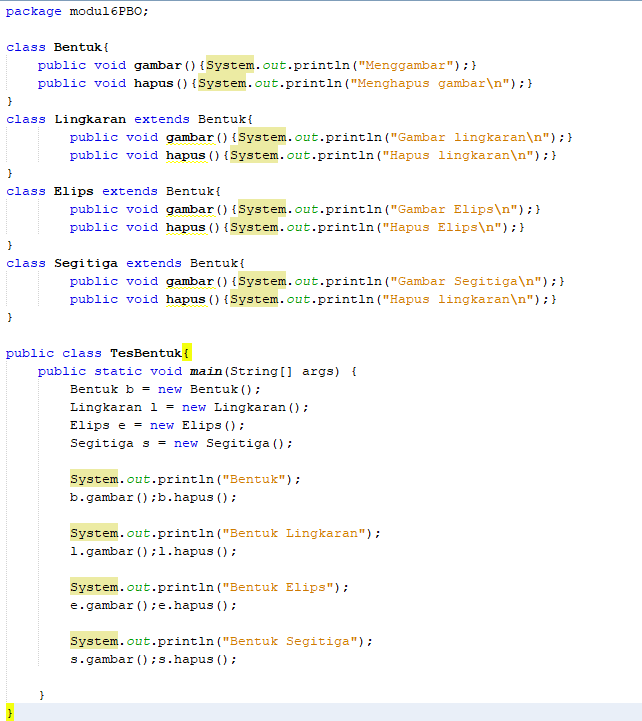 package modul6PBO;
class Bentuk{
public void gambar(){System.out.println("Menggambar");}
public void hapus(){System.out.println("Menghapus gambar\n");}
}
class Lingkaran extends Bentuk{
public void gambar(){System.out.println("Gambar lingkaran\n");}
public void hapus(){System.out.println("Hapus lingkaran\n");}
}
class Elips extends Bentuk{
public void gambar(){System.out.println("Gambar Elips\n");}
public void hapus(){System.out.println("Hapus Elips\n");}
}
class Segitiga extends Bentuk{
public void gambar(){System.out.println("Gambar Segitiga\n");}
public void hapus(){System.out.println("Hapus lingkaran\n");}
}
public class TesBentuk{
public static void main(String[] args) {
Bentuk b = new Bentuk();
Lingkaran l = new Lingkaran();
Elips e = new Elips();
Segitiga s = new Segitiga();
System.out.println("Bentuk");
b.gambar();b.hapus();
System.out.println("Bentuk Lingkaran");
l.gambar();l.hapus();
System.out.println("Bentuk Elips");
e.gambar();e.hapus();
System.out.println("Bentuk Segitiga");
s.gambar();s.hapus();
}
}